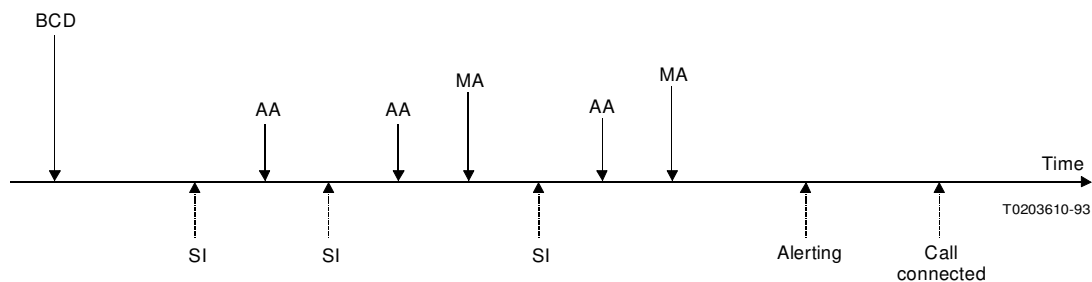 BCD
MA
MA
AA
AA
AA
Time
T0203610-93
SI
SI
SI
Alerting
Call
connected